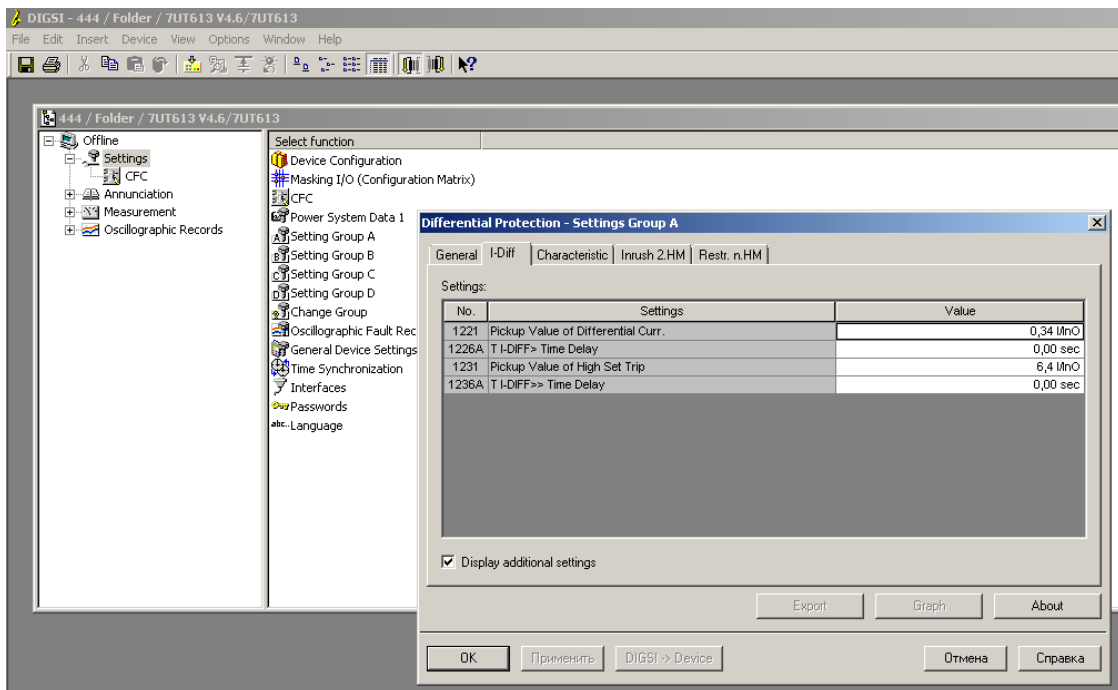 DIGSI - 444 / Folder / 7UT613 V4.6/7UT613
File Edit Insert Device View Options Window Help
444 / Folder / 7UT613 V4.6/7UT613
Offline
Settings
CFC
Annunciation
Measurement
Oscillographic Records
Select function
Device Configuration
Masking I/O (Configuration Matrix)
CFC
Power System Data 1
Setting Group A
Setting Group B
Setting Group C
Setting Group D
Change Group
Oscillographic Fault Rec
General Device Settings
Time Synchronization
Interfaces
Passwords
abc.. Language
Differential Protection - Settings Group A
General I-Diff Characteristic Inrush 2.HM Restr. n.HM
Settings:
No. Settings Value
1221 Pickup Value of Differential Curr. 0,34 I/InO
1226A T I-DIFF> Time Delay 0,00 sec
1231 Pickup Value of High Set Trip 6,4 I/InO
1236A T I-DIFF>> Time Delay 0,00 sec
Display additional settings
Export Graph About
OK Применить DIGSI -> Device Отмена Справка